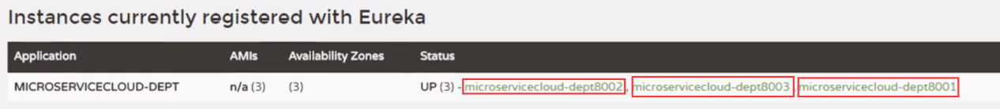 Instances currently registered with Eureka
Application AMIs Availability Zones Status
MICROSERVICECLOUD-DEPT n/a (3) (3) UP (3) - microservicecloud-dept8002 , microservicecloud-dept8003 , microservicecloud-dept8001